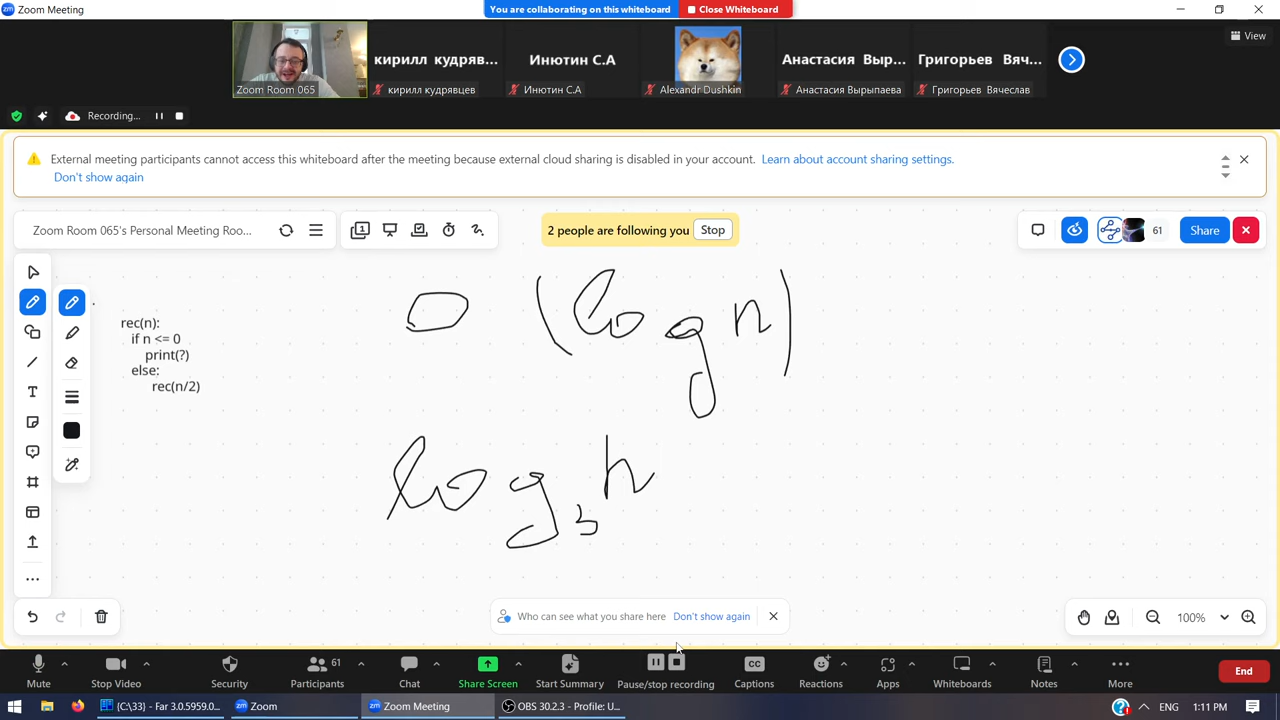 Zoom Meeting
You are collaborating on this whiteboard
Close Whiteboard
View
Zoom Room 065
кирилл кудряв...
кирилл кудрявцев
Инютин С.А
Инютин С.А
Alexandr Dushkin
Анастасия Выр...
Анастасия Вырыпаева
Григорьев Вяч...
Григорьев Вячеслав
Recording...
External meeting participants cannot access this whiteboard after the meeting because external cloud sharing is disabled in your account. Learn about account sharing settings.
Don't show again
Zoom Room 065's Personal Meeting Roo...
1
2 people are following you
Stop
61
Share
rec(n):
if n <= 0
print(?)
else:
rec(n/2)
O (log n)
log₃n
Who can see what you share here
Don't show again
100%
Mute
Stop Video
Security
61
Participants
Chat
Share Screen
Start Summary
Pause/stop recording
CC
Captions
Reactions
Apps
Whiteboards
Notes
More
End
(C:\33) - Far 3.0.5959.0...
Zoom
Zoom Meeting
OBS 30.2.3 - Profile: U...
ENG
1:11 PM